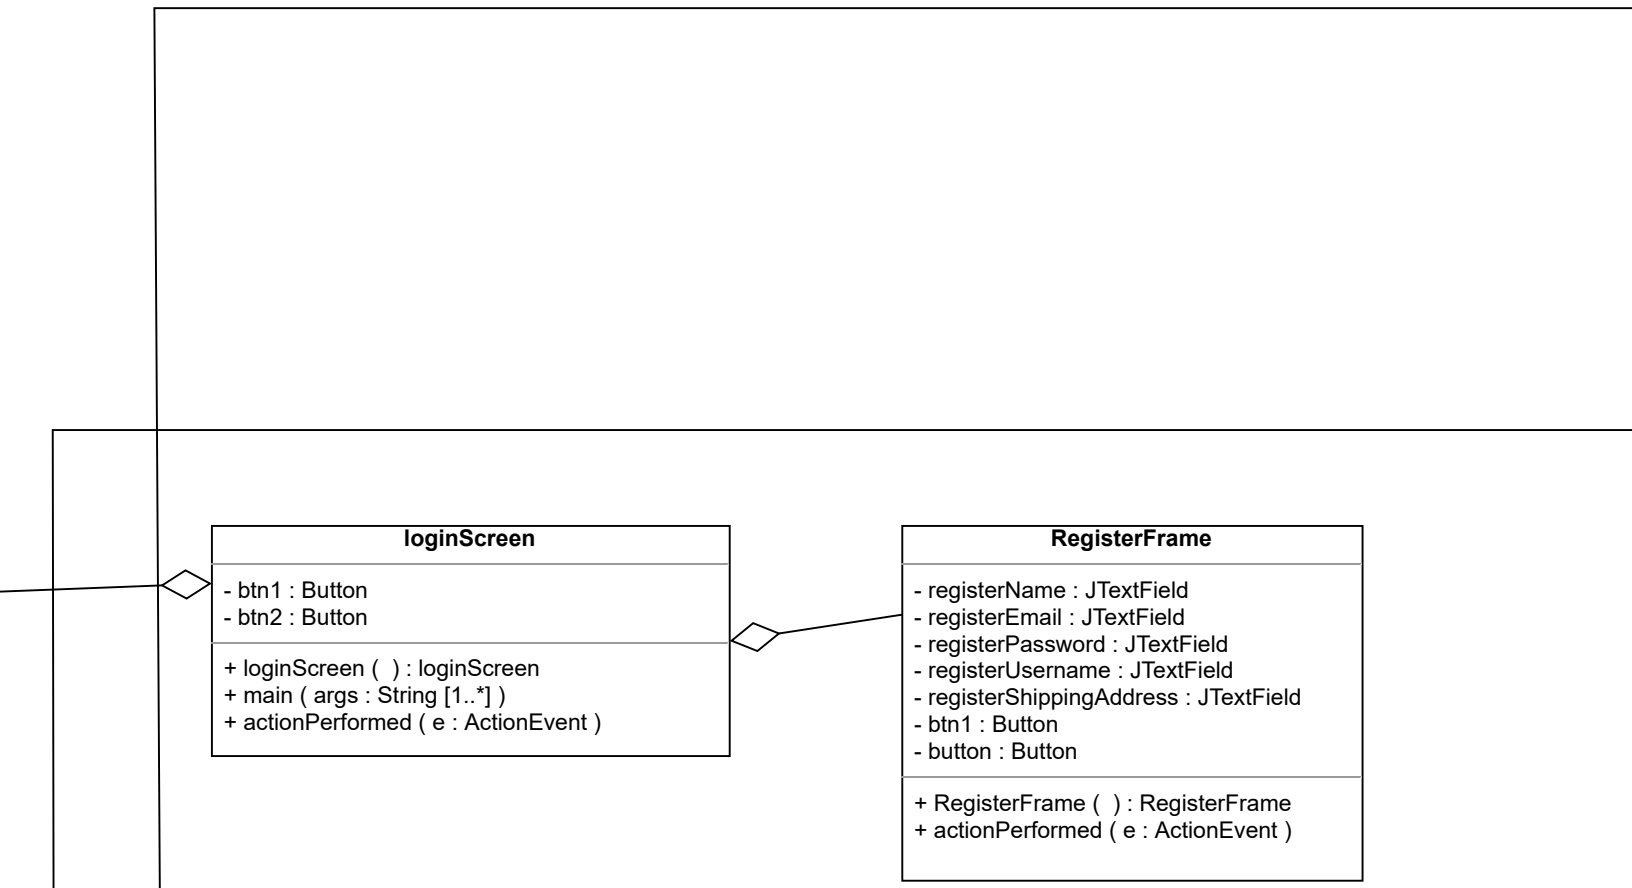 loginScreen
- btn1 : Button
- btn2 : Button
+ loginScreen (  ) : loginScreen
+ main ( args : String [1..*] )
+ actionPerformed ( e : ActionEvent )
RegisterFrame
- registerName : JTextField
- registerEmail : JTextField
- registerPassword : JTextField
- registerUsername : JTextField
- registerShippingAddress : JTextField
- btn1 : Button
- button : Button
+ RegisterFrame (  ) : RegisterFrame
+ actionPerformed ( e : ActionEvent )